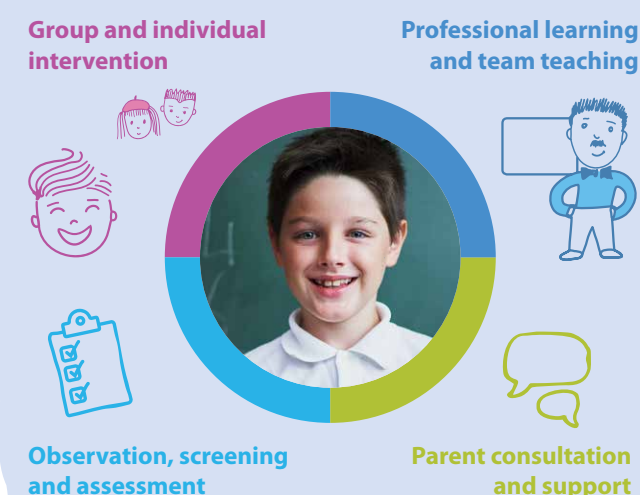 Group and individual
intervention
Professional learning
and team teaching
Observation, screening
and assessment
Parent consultation
and support